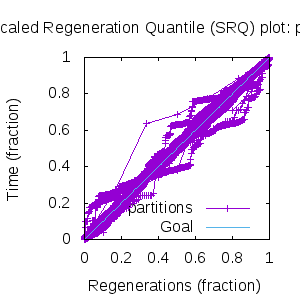 caled Regeneration Quantile (SRQ) plot: p
1
0.8
0.6
0.4
0.2
0
Time (fraction)
partitions
Goal
0 0.2 0.4 0.6 0.8 1
Regenerations (fraction)